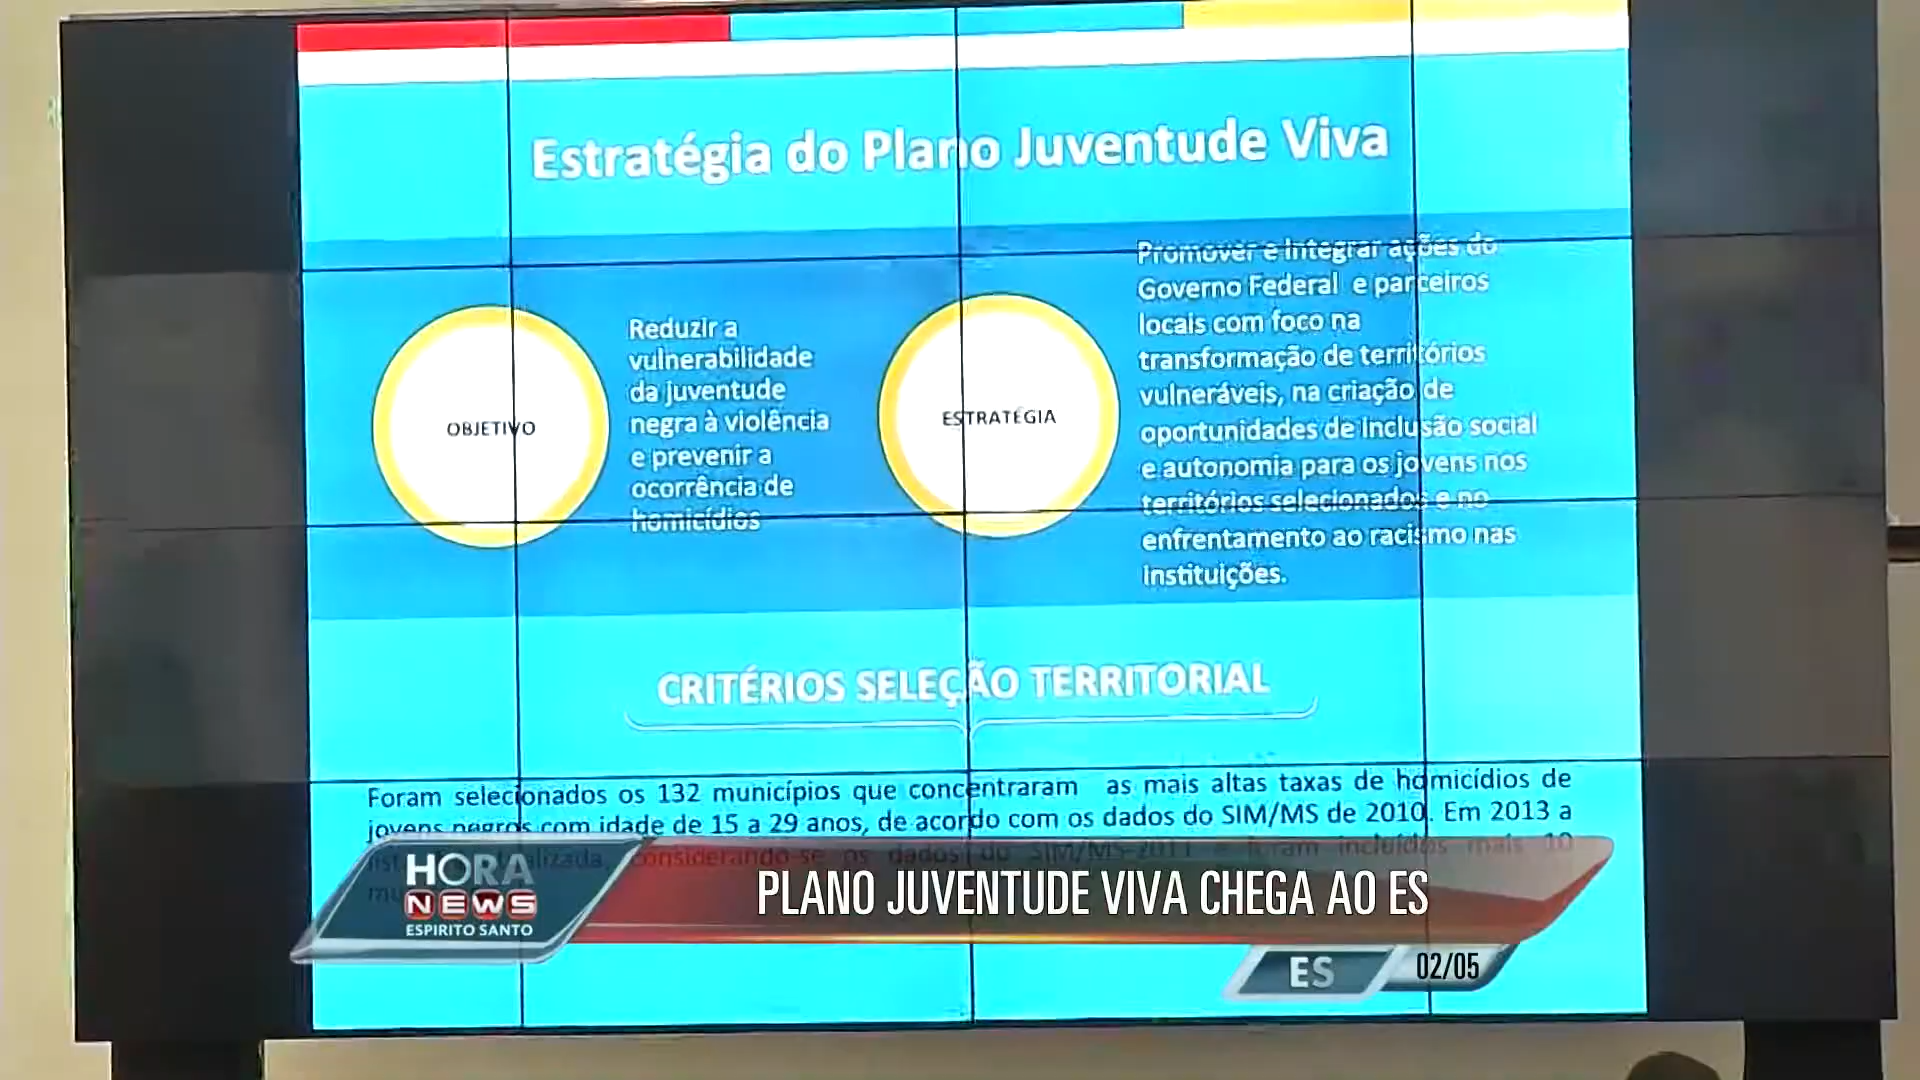 Estratégia do Plano Juventude Viva
OBJETIVO
Reduzir a
vulnerabilidade
da juventude
negra à violência
e prevenir a
ocorrência de
homicídios
ESTRATÉGIA
Promover e integrar ações do
Governo Federal e parceiros
locais com foco na
transformação de territórios
vulneráveis, na criação de
oportunidades de inclusão social
e autonomia para os jovens nos
territórios selecionados e no
enfrentamento ao racismo nas
instituições.
CRITÉRIOS SELEÇÃO TERRITORIAL
Foram selecionados os 132 municípios que concentraram as mais altas taxas de homicídios de
jovens negros com idade de 15 a 29 anos, de acordo com os dados do SIM/MS de 2010. Em 2013 a
considerando-se os dados do SIM/MS-2011 foram incluídos mais 10
HORA
NEWS
ESPIRITO SANTO
PLANO JUVENTUDE VIVA CHEGA AO ES
ES
02/05